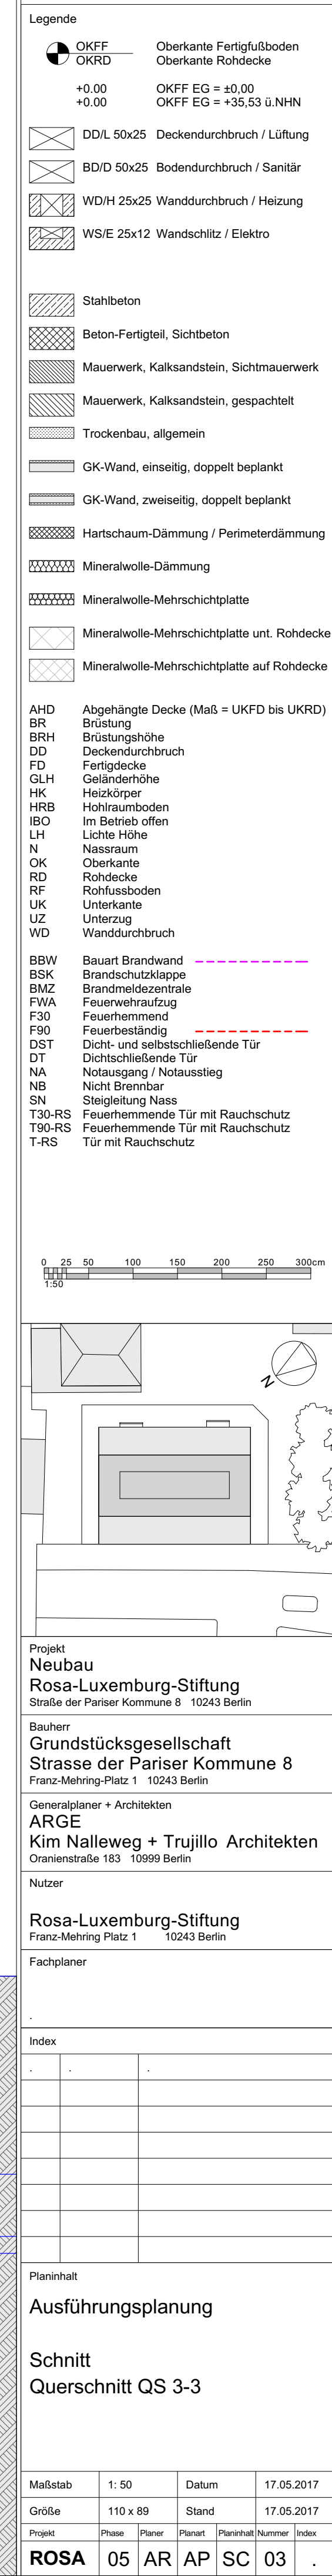 Legende
OKFF Oberkante Fertigfußboden
OKRD Oberkante Rohdecke
+0.00 OKFF EG = ±0,00
+0.00 OKFF EG = +35,53 ü.NHN
DD/L 50x25 Deckendurchbruch / Lüftung
BD/D 50x25 Bodendurchbruch / Sanitär
WD/H 25x25 Wanddurchbruch / Heizung
WS/E 25x12 Wandschlitz / Elektro
Stahlbeton
Beton-Fertigteil, Sichtbeton
Mauerwerk, Kalksandstein, Sichtmauerwerk
Mauerwerk, Kalksandstein, gespachtelt
Trockenbau, allgemein
GK-Wand, einseitig, doppelt beplankt
GK-Wand, zweiseitig, doppelt beplankt
Hartschaum-Dämmung / Perimeterdämmung
Mineralwolle-Dämmung
Mineralwolle-Mehrschichtplatte
Mineralwolle-Mehrschichtplatte unt. Rohdecke
Mineralwolle-Mehrschichtplatte auf Rohdecke
AHD Abgehängte Decke (Maß = UKFD bis UKRD)
BR Brüstung
BRH Brüstungshöhe
DD Deckendurchbruch
FD Fertigdecke
GLH Geländerhöhe
HK Heizkörper
HRB Hohlraumboden
IBO Im Betrieb offen
LH Lichte Höhe
N Nassraum
OK Oberkante
RD Rohdecke
RF Rohfussboden
UK Unterkante
UZ Unterzug
WD Wanddurchbruch
BBW Bauart Brandwand
BSK Brandschutzklappe
BMZ Brandmeldezentrale
FWA Feuerwehraufzug
F30 Feuerhemmend
F90 Feuerbeständig
DST Dicht- und selbstschließende Tür
DT Dichtschließende Tür
NA Notausgang / Notausstieg
NB Nicht Brennbar
SN Steigleitung Nass
T30-RS Feuerhemmende Tür mit Rauchschutz
T90-RS Feuerhemmende Tür mit Rauchschutz
T-RS Tür mit Rauchschutz
0 25 50 100 150 200 250 300cm
1:50
N
Projekt
Neubau
Rosa-Luxemburg-Stiftung
Straße der Pariser Kommune 8 10243 Berlin
Bauherr
Grundstücksgesellschaft
Strasse der Pariser Kommune 8
Franz-Mehring-Platz 1 10243 Berlin
Generalplaner + Architekten
ARGE
Kim Nalleweg + Trujillo Architekten
Oranienstraße 183 10999 Berlin
Nutzer
Rosa-Luxemburg-Stiftung
Franz-Mehring Platz 1 10243 Berlin
Fachplaner
.
Index
. . .
Planinhalt
Ausführungsplanung
Schnitt
Querschnitt QS 3-3
Maßstab 1: 50 Datum 17.05.2017
Größe 110 x 89 Stand 17.05.2017
Projekt Phase Planer Planart Planinhalt Nummer Index
ROSA 05 AR AP SC 03 .